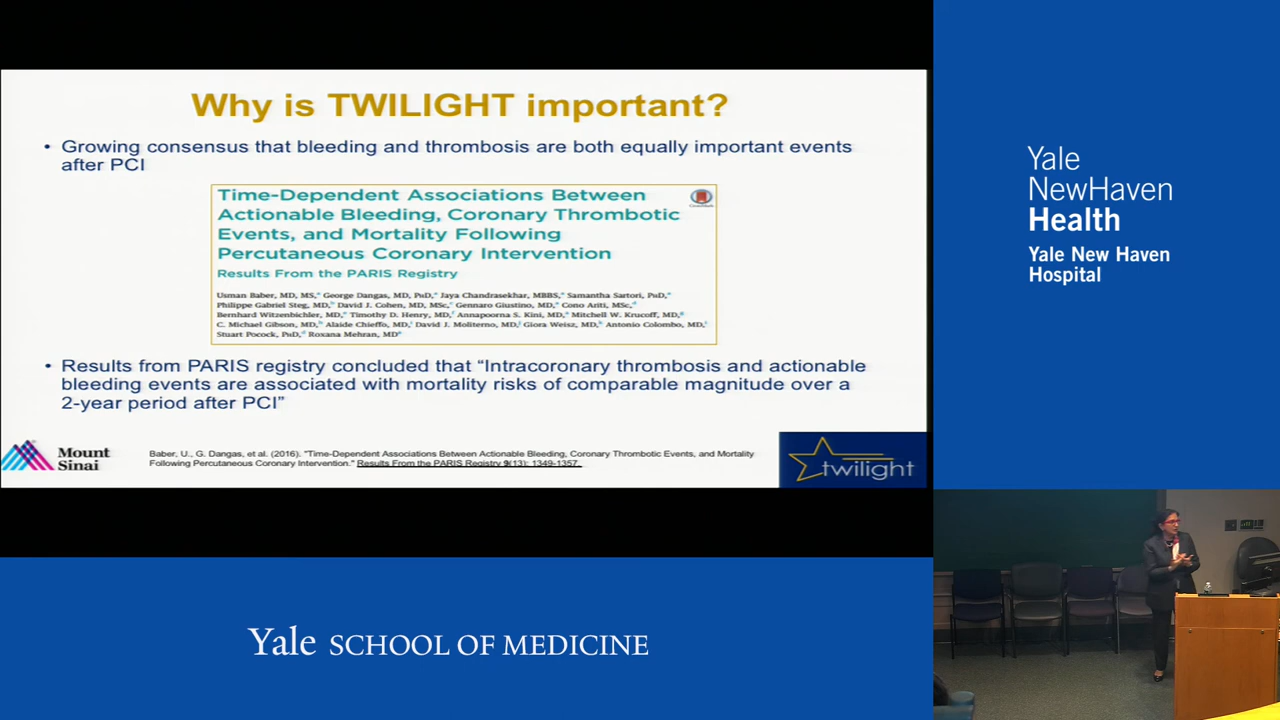 Why is TWILIGHT important?
• Growing consensus that bleeding and thrombosis are both equally important events
after PCI
Time-Dependent Associations Between
Actionable Bleeding, Coronary Thrombotic
Events, and Mortality Following
Percutaneous Coronary Intervention
Results From the PARIS Registry
Usman Baber, MD, MS,a George Dangas, MD, PhD,a Jaya Chandrasekhar, MBBS,a Samantha Sartori, PhD,a
Philippe Gabriel Steg, MD,b David J. Cohen, MD, MSc,c Gennaro Giustino, MD,a Cono Ariti, MSc,d
Bernhard Witzenbichler, MD,e Timothy D. Henry, MD,f Annapoorna S. Kini, MD,a Mitchell W. Krucoff, MD,g
C. Michael Gibson, MD,h Alaide Chieffo, MD,i David J. Moliterno, MD,j Giora Weisz, MD,k Antonio Colombo, MD,i
Stuart Pocock, PhD,d Roxana Mehran, MDa
• Results from PARIS registry concluded that “Intracoronary thrombosis and actionable
bleeding events are associated with mortality risks of comparable magnitude over a
2-year period after PCI”
Mount
Sinai
Baber, U., G. Dangas, et al. (2016). "Time-Dependent Associations Between Actionable Bleeding, Coronary Thrombotic Events, and Mortality
Following Percutaneous Coronary Intervention." Results From the PARIS Registry 9(13): 1349-1357.
twilight
Yale
NewHaven
Health
Yale New Haven
Hospital
Yale SCHOOL OF MEDICINE